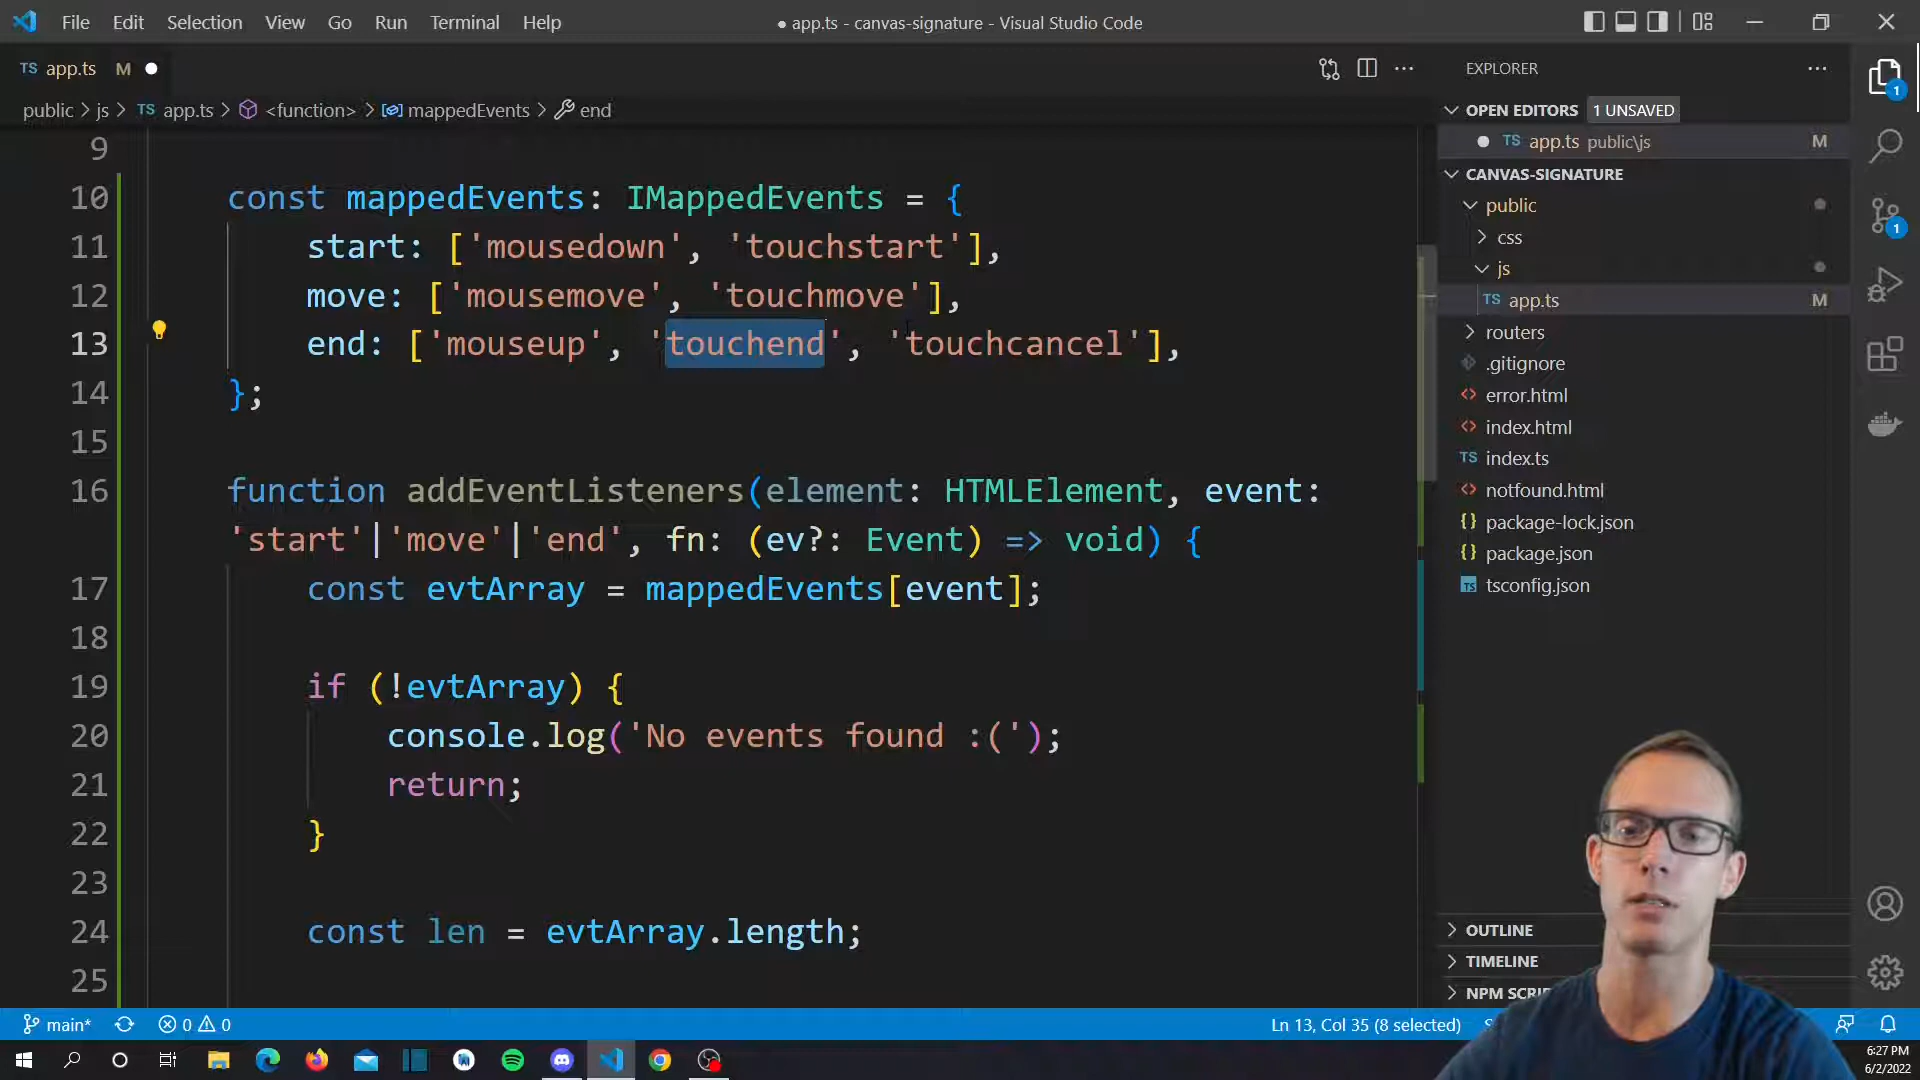 File Edit Selection View Go Run Terminal Help
● app.ts - canvas-signature - Visual Studio Code
TS app.ts M
public > js > TS app.ts > <function> > mappedEvents > end
9
10 const mappedEvents: IMappedEvents = {
11 start: ['mousedown', 'touchstart'],
12 move: ['mousemove', 'touchmove'],
13 end: ['mouseup', 'touchend', 'touchcancel'],
14 };
15
16 function addEventListeners(element: HTMLElement, event:
'start'|'move'|'end', fn: (ev?: Event) => void) {
17 const evtArray = mappedEvents[event];
18
19 if (!evtArray) {
20 console.log('No events found :(');
21 return;
22 }
23
24 const len = evtArray.length;
25
EXPLORER
OPEN EDITORS 1 UNSAVED
TS app.ts public\js M
CANVAS-SIGNATURE
public
css
js
TS app.ts M
routers
.gitignore
<> error.html
<> index.html
TS index.ts
<> notfound.html
{} package-lock.json
{} package.json
TS tsconfig.json
OUTLINE
TIMELINE
NPM
1
1
main* 0 0
Ln 13, Col 35 (8 selected)
6:27 PM
6/2/2022